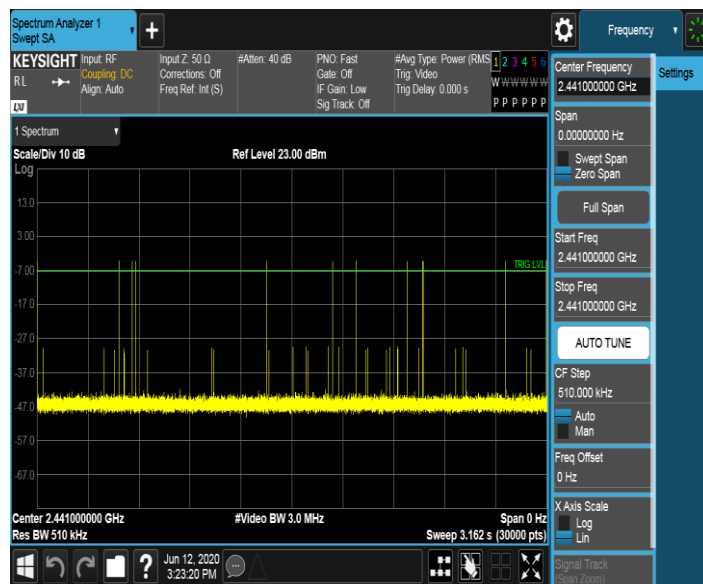 Spectrum Analyzer 1
Swept SA
Frequency
KEYSIGHT
R L
LXI
Input: RF
Coupling: DC
Align: Auto
Input Z: 50 Ω
Corrections: Off
Freq Ref: Int (S)
#Atten: 40 dB
PNO: Fast
Gate: Off
IF Gain: Low
Sig Track: Off
#Avg Type: Power (RMS
Trig: Video
Trig Delay: 0.000 s
1 2 3 4 5 6
W W W W W W
P P P P P P
1 Spectrum
Scale/Div 10 dB
Ref Level 23.00 dBm
Log
13.0
3.00
-7.00
-17.0
-27.0
-37.0
-47.0
-57.0
-67.0
TRIG LVL
Center 2.441000000 GHz
#Video BW 3.0 MHz
Span 0 Hz
Res BW 510 kHz
Sweep 3.162 s (30000 pts)
Center Frequency
2.441000000 GHz
Settings
Span
0.00000000 Hz
Swept Span
Zero Span
Full Span
Start Freq
2.441000000 GHz
Stop Freq
2.441000000 GHz
AUTO TUNE
CF Step
510.000 kHz
Auto
Man
Freq Offset
0 Hz
X Axis Scale
Log
Lin
Signal Track
(Span Zoom)
?
Jun 12, 2020
3:23:20 PM